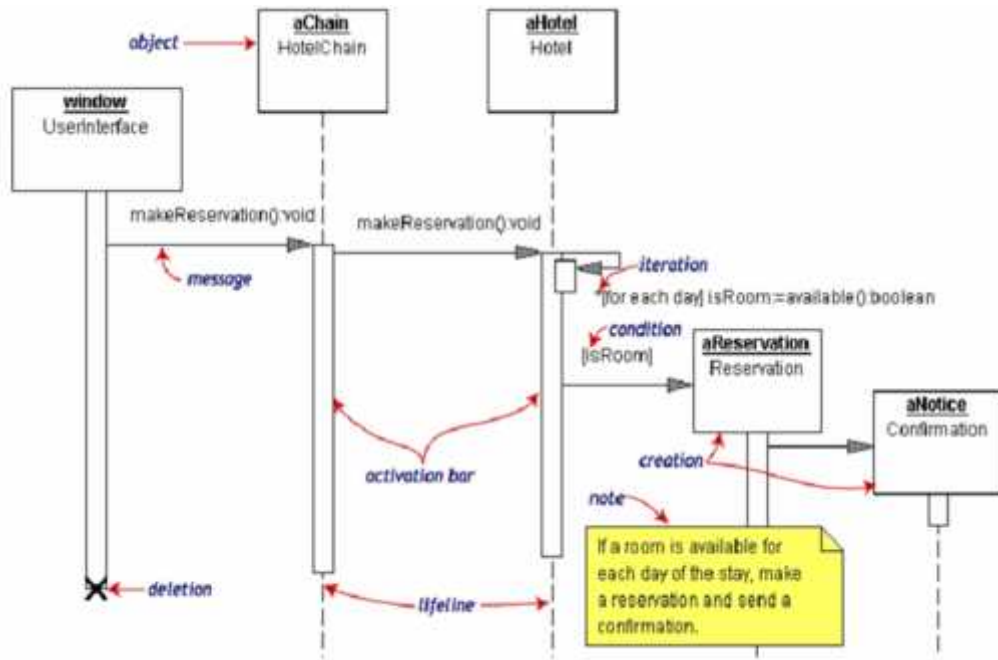 aChain
HotelChain
aHotel
Hotel
object
window
UserInterface
makeReservation():void
makeReservation():void
message
iteration
*[for each day] isRoom:=available():boolean
condition
[isRoom]
aReservation
Reservation
aNotice
Confirmation
activation bar
creation
note
If a room is available for
each day of the stay, make
a reservation and send a
confirmation.
deletion
lifeline